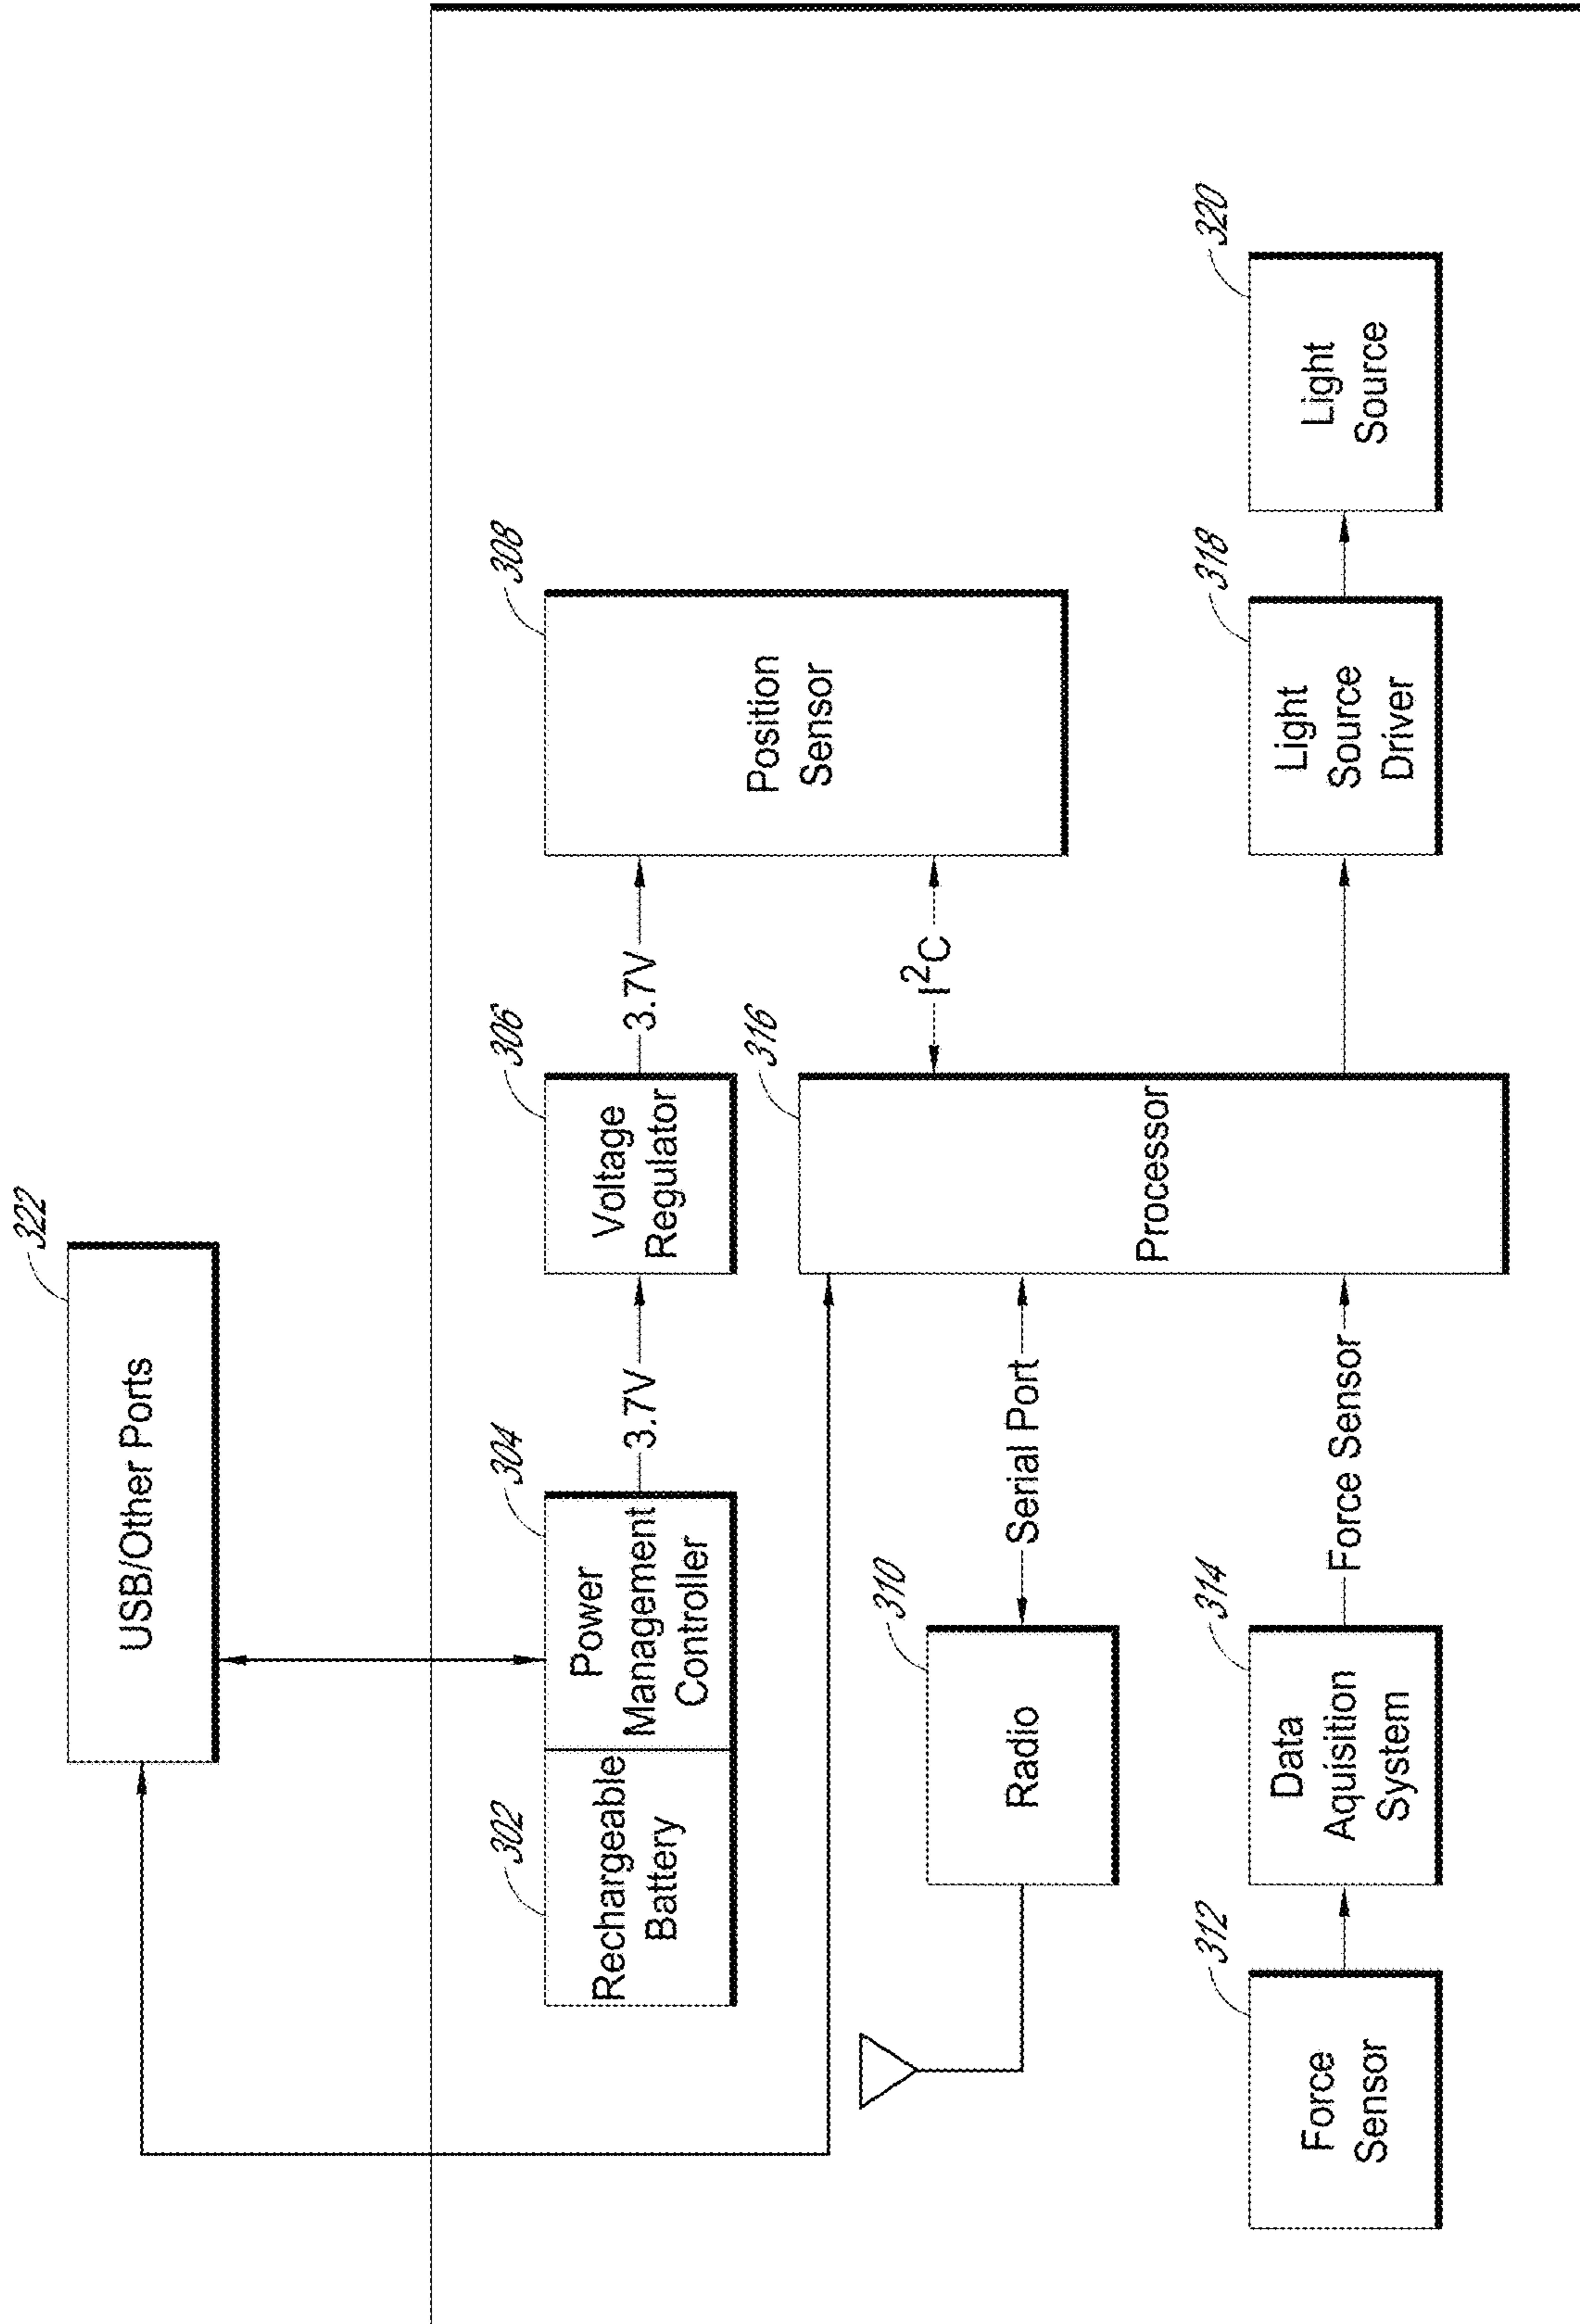 322
USB/Other Ports
302
Rechargeable
Battery
304
Power
Management
Controller
3.7V
306
Voltage
Regulator
3.7V
308
Position
Sensor
310
Radio
Serial Port
316
Processor
I²C
312
Force
Sensor
314
Data
Aquisition
System
Force Sensor
318
Light
Source
Driver
320
Light
Source